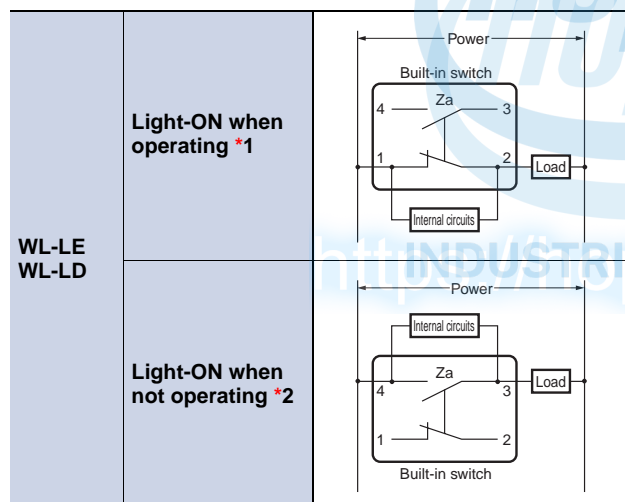 WL-LE
WL-LD
Light-ON when
operating *1
Power
Built-in switch
4 Za 3
1 2
Load
Internal circuits
INDUSTRI
Light-ON when
not operating *2
Power
Internal circuits
4 Za 3
Load
1 2
Built-in switch